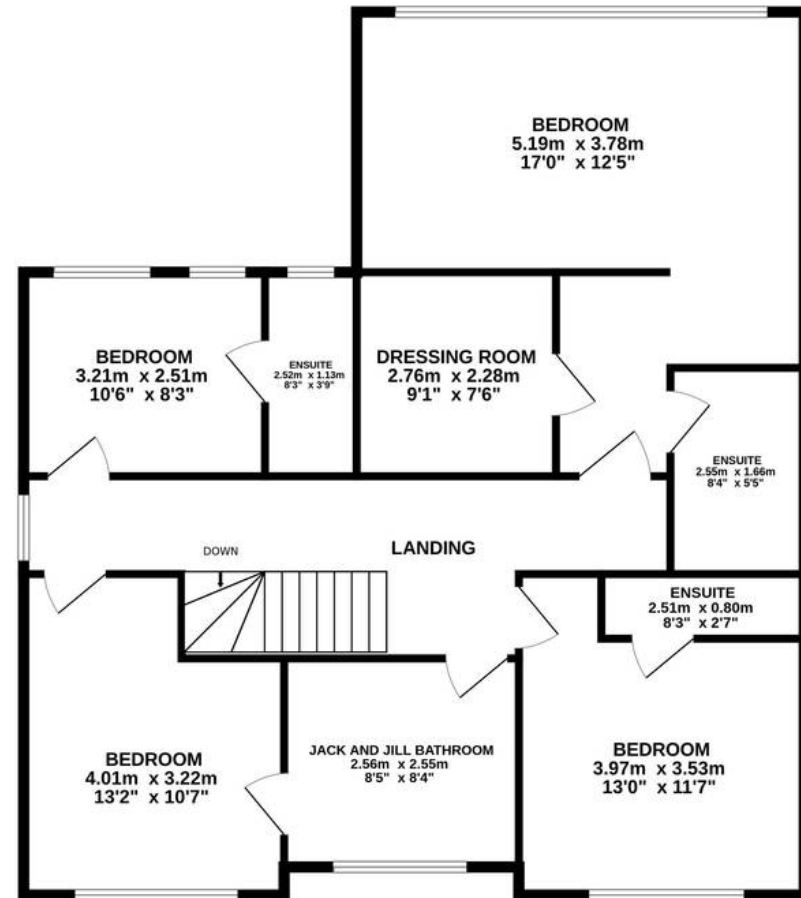 BEDROOM
5.19m x 3.78m
17'0" x 12'5"
BEDROOM
3.21m x 2.51m
10'6" x 8'3"
ENSUITE
2.52m x 1.13m
8'3" x 3'9"
DRESSING ROOM
2.76m x 2.28m
9'1" x 7'6"
ENSUITE
2.55m x 1.66m
8'4" x 5'5"
DOWN
LANDING
ENSUITE
2.51m x 0.80m
8'3" x 2'7"
BEDROOM
4.01m x 3.22m
13'2" x 10'7"
JACK AND JILL BATHROOM
2.56m x 2.55m
8'5" x 8'4"
BEDROOM
3.97m x 3.53m
13'0" x 11'7"